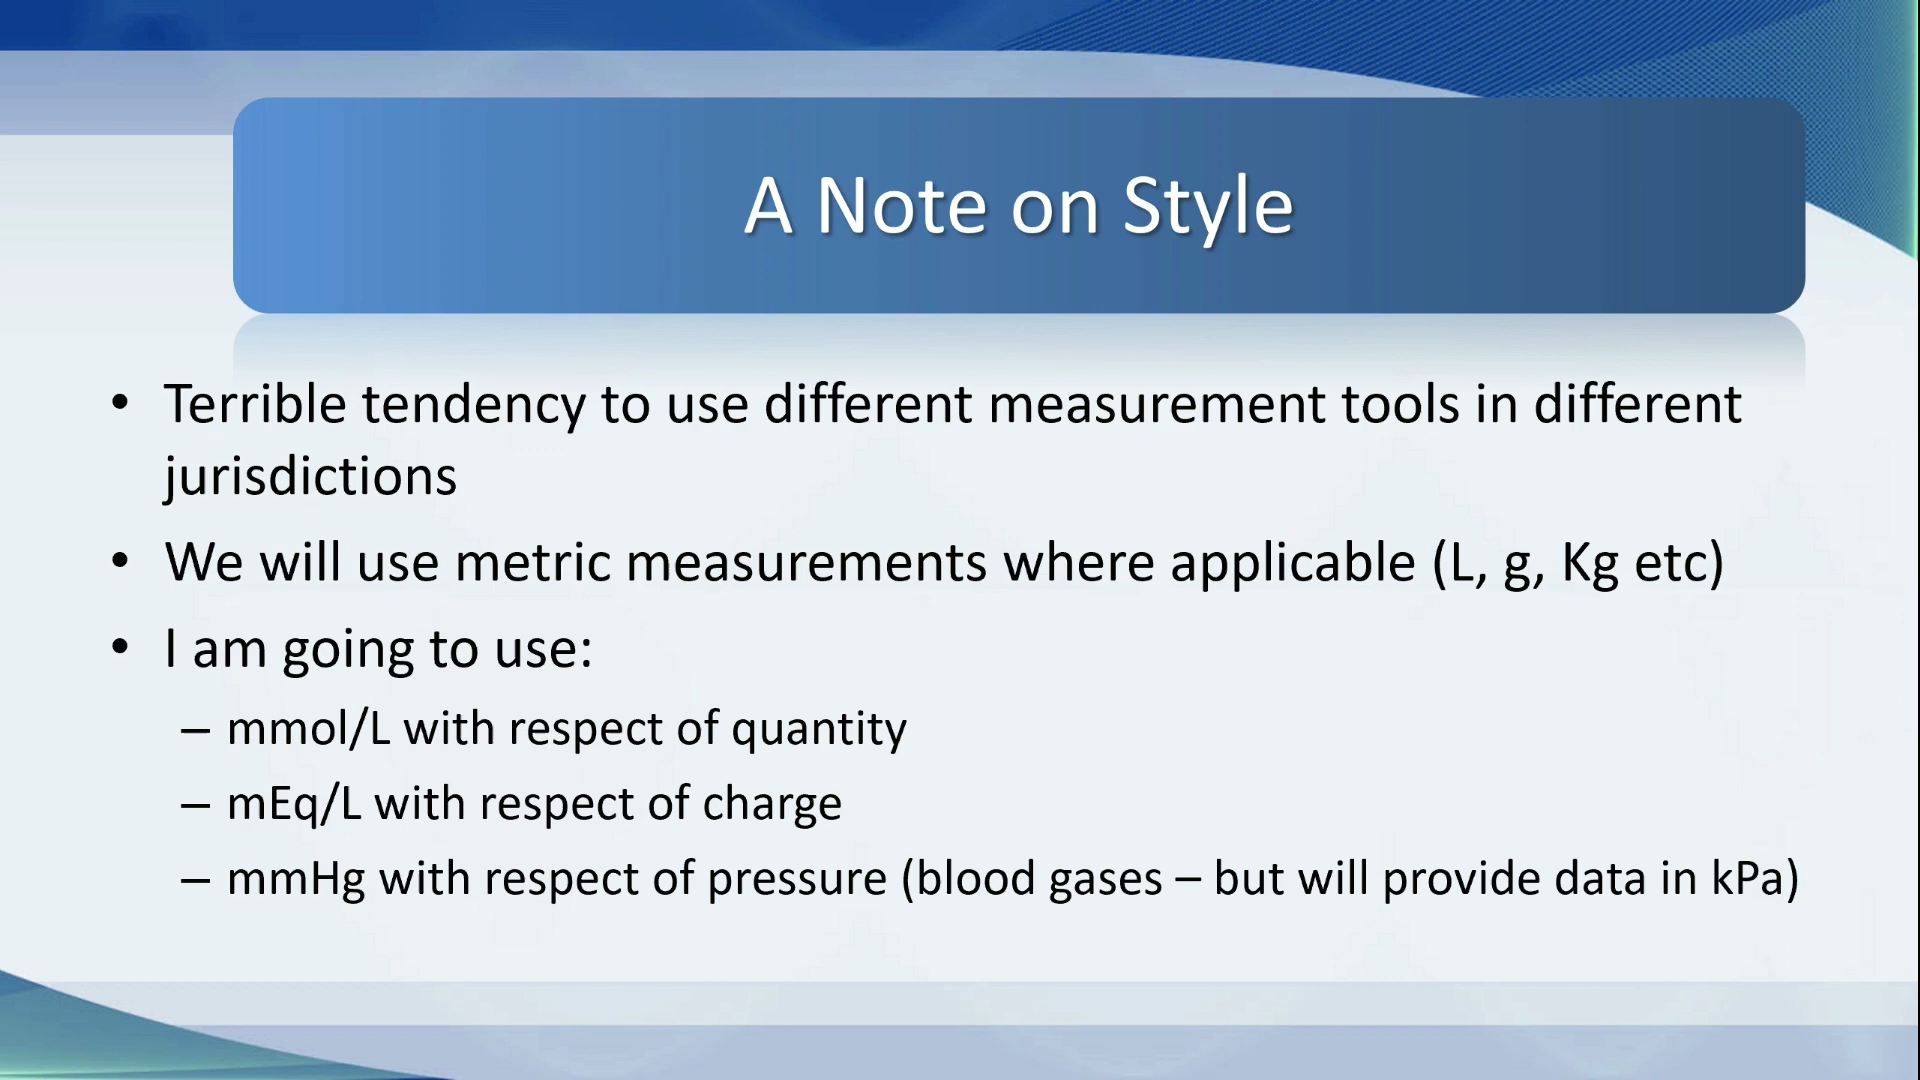 A Note on Style
• Terrible tendency to use different measurement tools in different
jurisdictions
• We will use metric measurements where applicable (L, g, Kg etc)
• I am going to use:
– mmol/L with respect of quantity
– mEq/L with respect of charge
– mmHg with respect of pressure (blood gases – but will provide data in kPa)